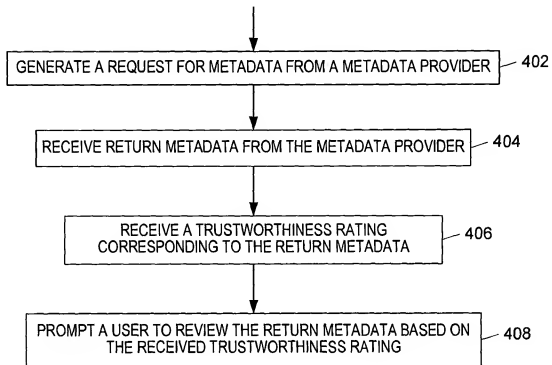 GENERATE A REQUEST FOR METADATA FROM A METADATA PROVIDER
402
RECEIVE RETURN METADATA FROM THE METADATA PROVIDER
404
RECEIVE A TRUSTWORTHINESS RATING
CORRESPONDING TO THE RETURN METADATA
406
PROMPT A USER TO REVIEW THE RETURN METADATA BASED ON
THE RECEIVED TRUSTWORTHINESS RATING
408